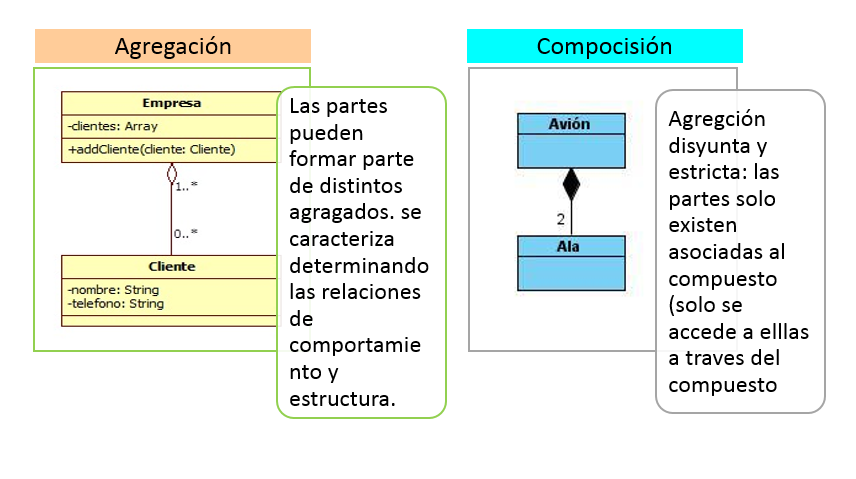 Agregación
Empresa
-clientes: Array
+addCliente(cliente: Cliente)
1..*
0..*
Cliente
-nombre: String
-telefono: String
Las partes
pueden
formar parte
de distintos
agragados. se
caracteriza
determinando
las relaciones
de
comportamie
nto y
estructura.
Compocisión
Avión
2
Ala
Agregción
disyunta y
estricta: las
partes solo
existen
asociadas al
compuesto
(solo se
accede a elllas
a traves del
compuesto